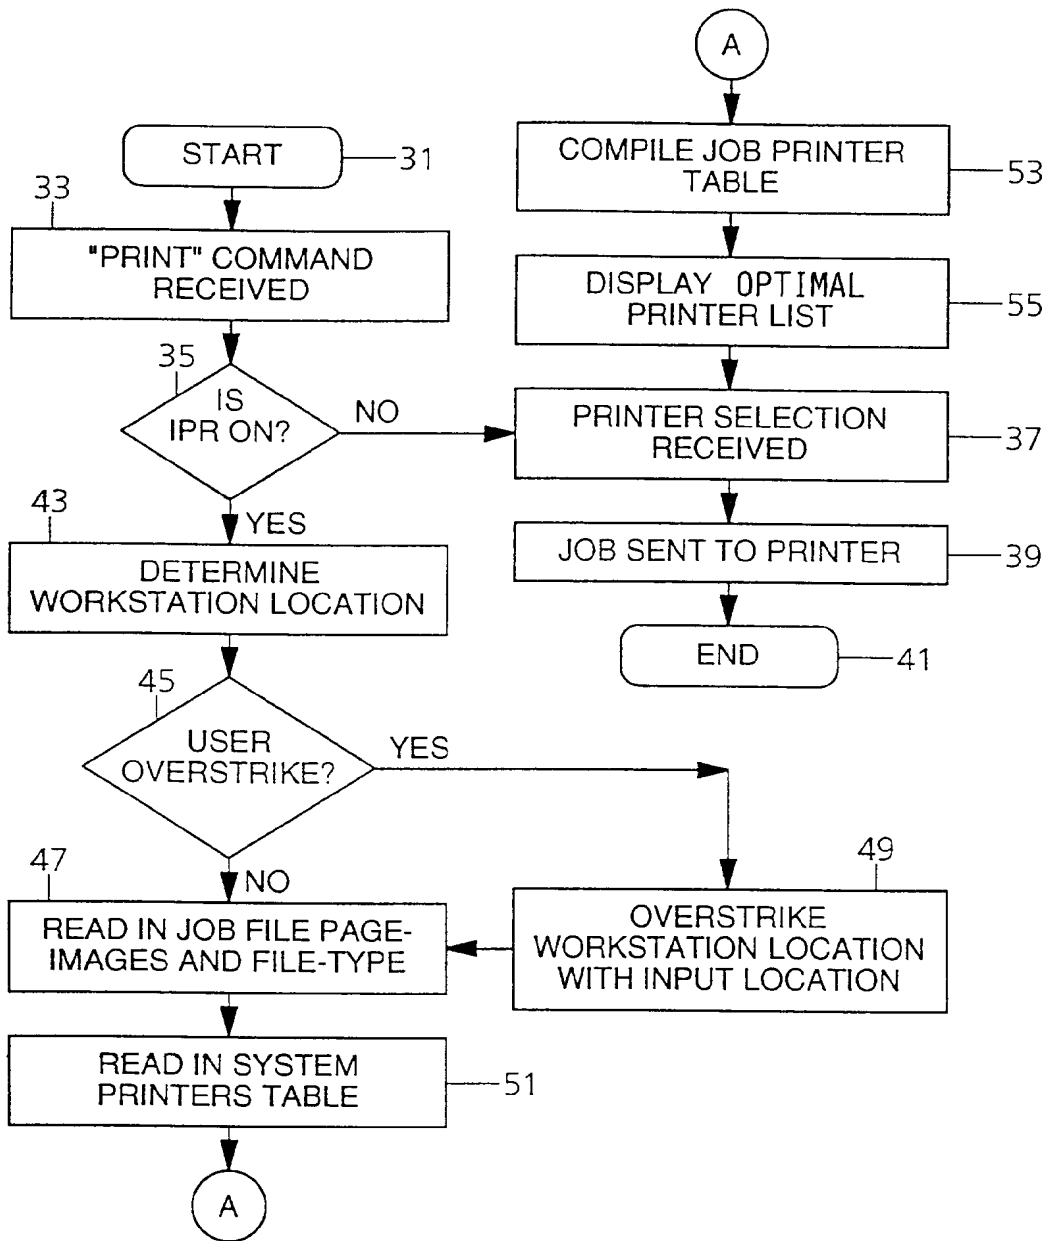 START
31
33
"PRINT" COMMAND
RECEIVED
35
IS
IPR ON?
NO
YES
43
DETERMINE
WORKSTATION LOCATION
45
USER
OVERSTRIKE?
YES
NO
47
READ IN JOB FILE PAGE-
IMAGES AND FILE-TYPE
49
OVERSTRIKE
WORKSTATION LOCATION
WITH INPUT LOCATION
READ IN SYSTEM
PRINTERS TABLE
51
A
A
COMPILE JOB PRINTER
TABLE
53
DISPLAY OPTIMAL
PRINTER LIST
55
PRINTER SELECTION
RECEIVED
37
JOB SENT TO PRINTER
39
END
41